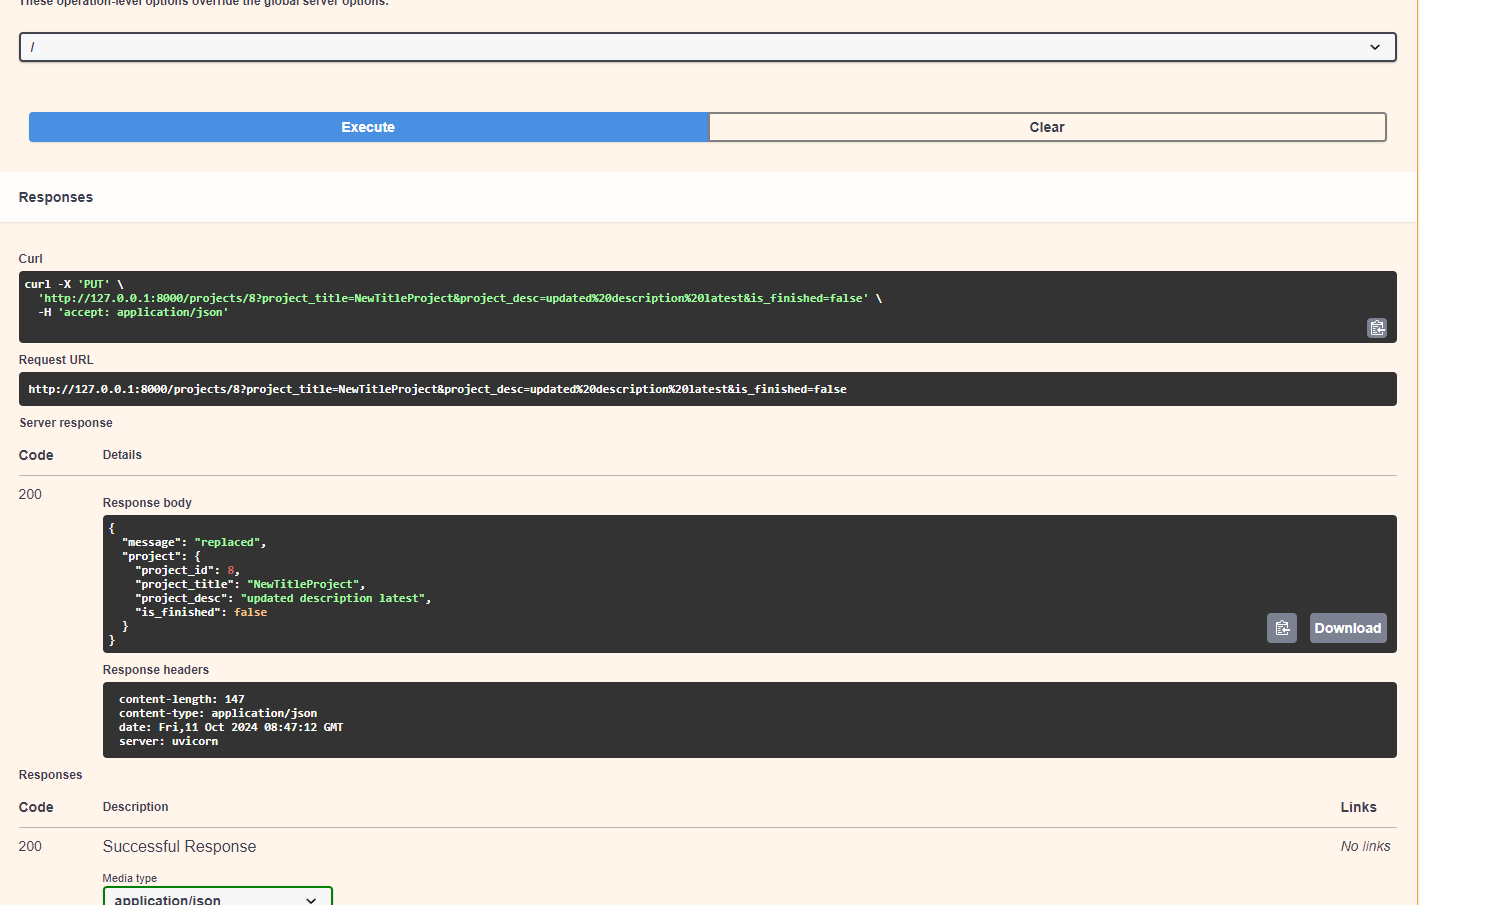 These operation-level options override the global server options.
/
Execute
Clear
Responses
Curl
curl -X 'PUT' \
'http://127.0.0.1:8000/projects/8?project_title=NewTitleProject&project_desc=updated%20description%20latest&is_finished=false' \
-H 'accept: application/json'
Request URL
http://127.0.0.1:8000/projects/8?project_title=NewTitleProject&project_desc=updated%20description%20latest&is_finished=false
Server response
Code Details
200
Response body
{
"message": "replaced",
"project": {
"project_id": 8,
"project_title": "NewTitleProject",
"project_desc": "updated description latest",
"is_finished": false
}
}
Download
Response headers
content-length: 147
content-type: application/json
date: Fri,11 Oct 2024 08:47:12 GMT
server: uvicorn
Responses
Code Description Links
200 Successful Response No links
Media type
application/json